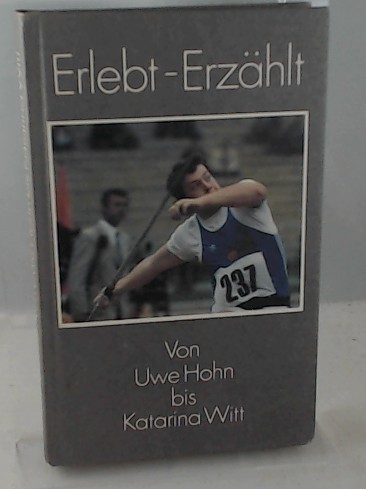 Erlebt-Erzählt
237
Von
Uwe Hohn
bis
Katarina Witt